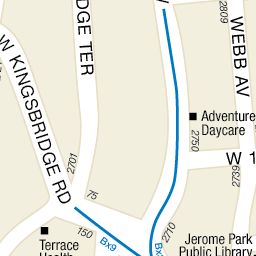 W KINGSBRIDGE RD
DGE TER
WEBB AV
2809
Adventure
Daycare
2750
W 1
2739
2701
75
150
Bx9
2710
Terrace
Health
Jerome Park
Public Library